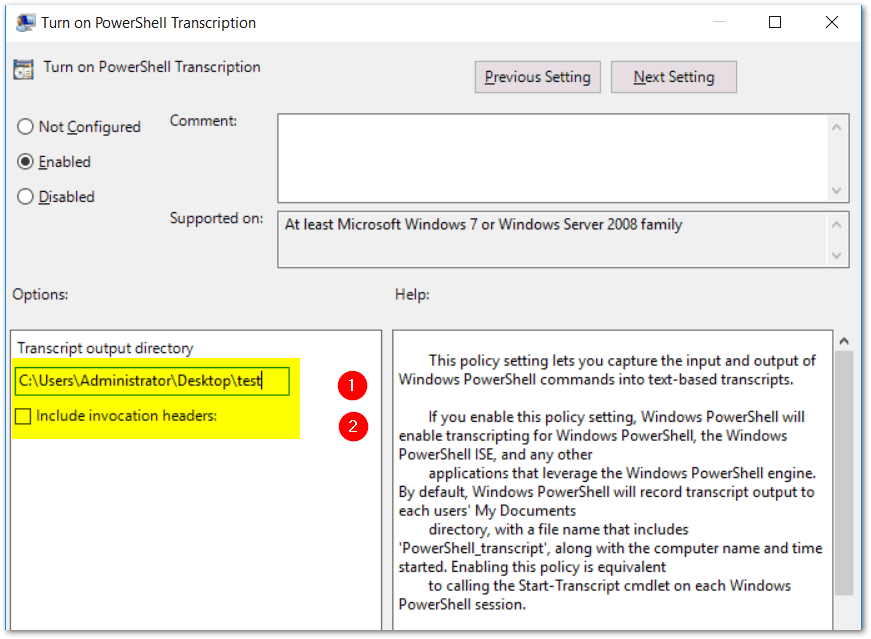 Turn on PowerShell Transcription
Turn on PowerShell Transcription
Previous Setting
Next Setting
Not Configured
Comment:
Enabled
Disabled
Supported on:
At least Microsoft Windows 7 or Windows Server 2008 family
Options:
Help:
Transcript output directory
C:\Users\Administrator\Desktop\test
1
Include invocation headers:
2
This policy setting lets you capture the input and output of
Windows PowerShell commands into text-based transcripts.
If you enable this policy setting, Windows PowerShell will
enable transcripting for Windows PowerShell, the Windows
PowerShell ISE, and any other
applications that leverage the Windows PowerShell engine.
By default, Windows PowerShell will record transcript output to
each users' My Documents
directory, with a file name that includes
'PowerShell_transcript', along with the computer name and time
started. Enabling this policy is equivalent
to calling the Start-Transcript cmdlet on each Windows
PowerShell session.